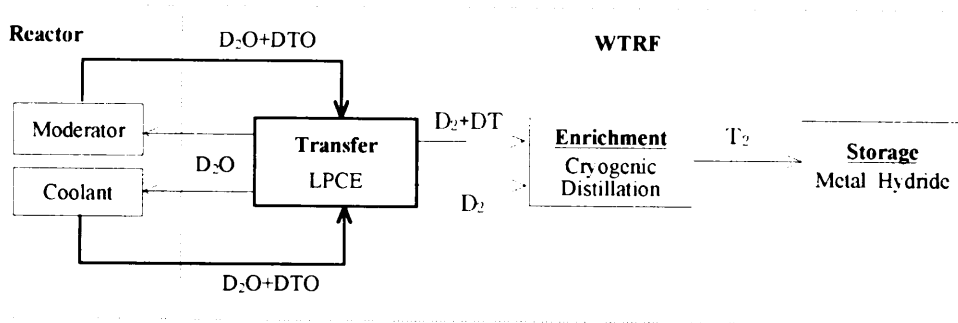 Reactor
D₂O+DTO
WTRF
Moderator
Coolant
D₂O
Transfer
LPCE
D₂+DT
D₂
Enrichment
Cryogenic
Distillation
T₂
Storage
Metal Hydride
D₂O+DTO